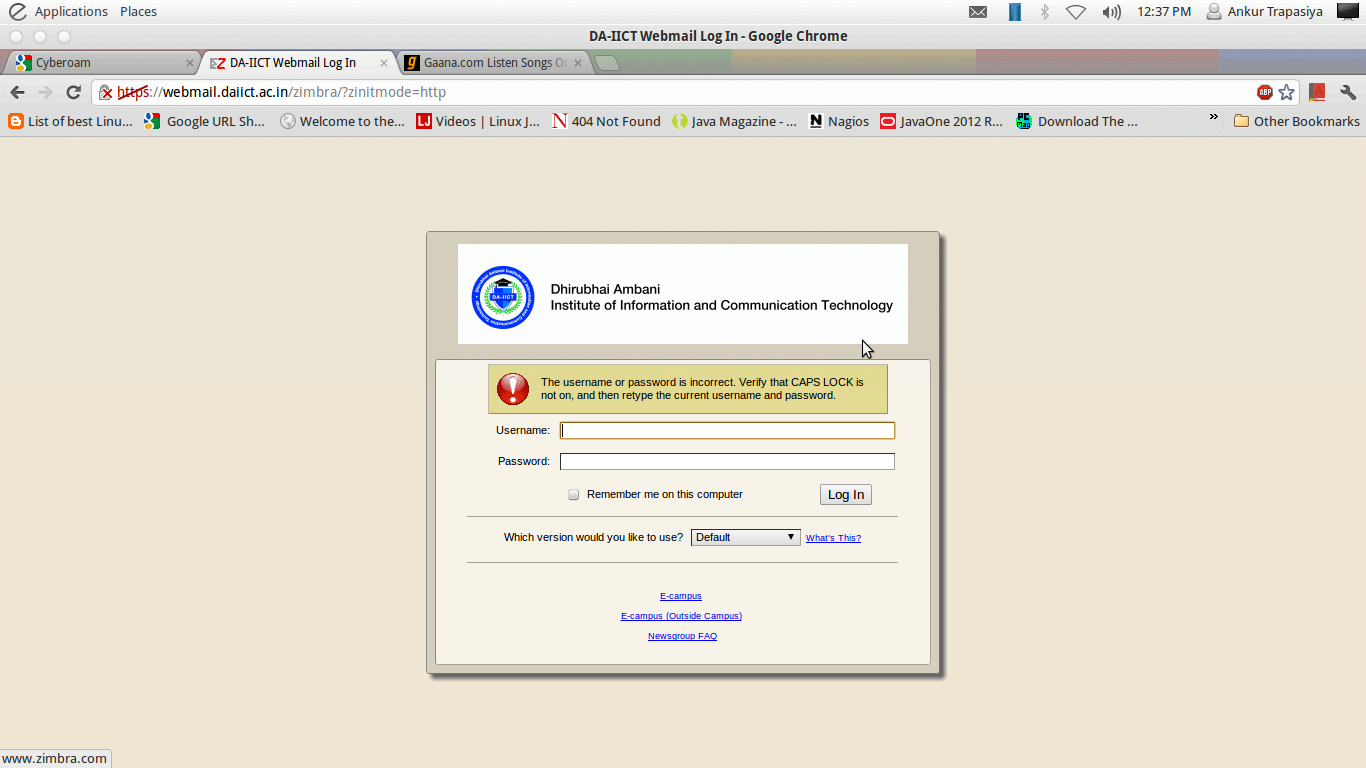 Applications Places 12:37 PM Ankur Trapasiya
DA-IICT Webmail Log In - Google Chrome
Cyberoam DA-IICT Webmail Log In Gaana.com Listen Songs O
https://webmail.daiict.ac.in/zimbra/?zinitmode=http ABP
List of best Linu... Google URL Sh... Welcome to the... LJ Videos | Linux J... N 404 Not Found Java Magazine - ... N Nagios JavaOne 2012 R... PC Mag Download The ... » Other Bookmarks
DA-IICT
Dhirubhai Ambani
Institute of Information and Communication Technology
The username or password is incorrect. Verify that CAPS LOCK is
not on, and then retype the current username and password.
Username:
Password:
Remember me on this computer Log In
Which version would you like to use? Default What's This?
E-campus
E-campus (Outside Campus)
Newsgroup FAQ
www.zimbra.com